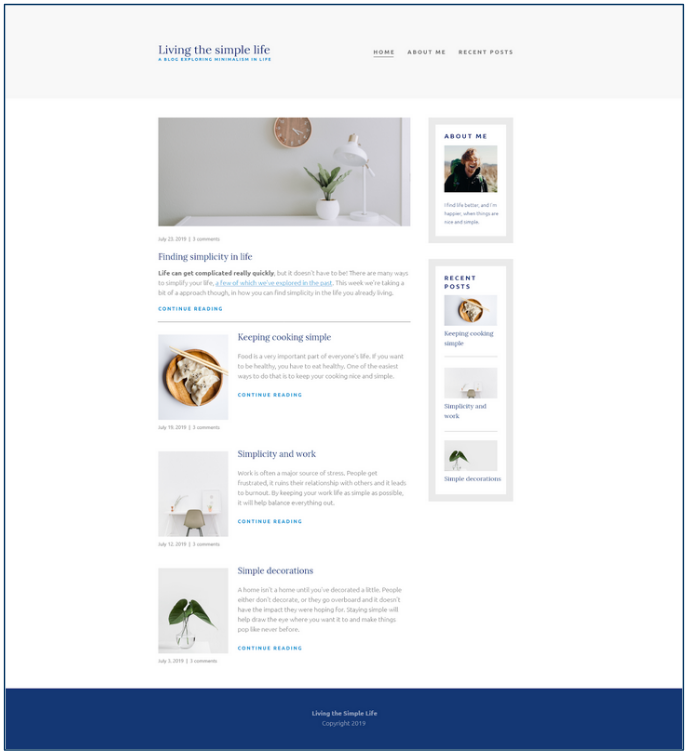 Living the simple life
A BLOG EXPLORING MINIMALISM IN LIFE
HOME ABOUT ME RECENT POSTS
July 23, 2019 | 3 comments
Finding simplicity in life
Life can get complicated really quickly, but it doesn't have to be! There are many ways
to simplify your life, a few of which we've explored in the past. This week we're taking a
bit of a approach though, in how you can find simplicity in the life you already living.
CONTINUE READING
Keeping cooking simple
Food is a very important part of everyone's life. If you want
to be healthy, you have to eat healthy. One of the easiest
ways to do that is to keep your cooking nice and simple.
CONTINUE READING
July 19, 2019 | 3 comments
Simplicity and work
Work is often a major source of stress. People get
frustrated, it ruins their relationship with others and it leads
to burnout. By keeping your work life as simple as possible,
it will help balance everything out.
CONTINUE READING
July 12, 2019 | 3 comments
Simple decorations
A home isn't a home until you've decorated a little. People
either don't decorate, or they go overboard and it doesn't
have the impact they were hoping for. Staying simple will
help draw the eye where you want it to and make things
pop like never before.
CONTINUE READING
July 3, 2019 | 3 comments
ABOUT ME
I find life better, and I'm
happier, when things are
nice and simple.
RECENT
POSTS
Keeping cooking
simple
Simplicity and
work
Simple decorations
Living the Simple Life
Copyright 2019